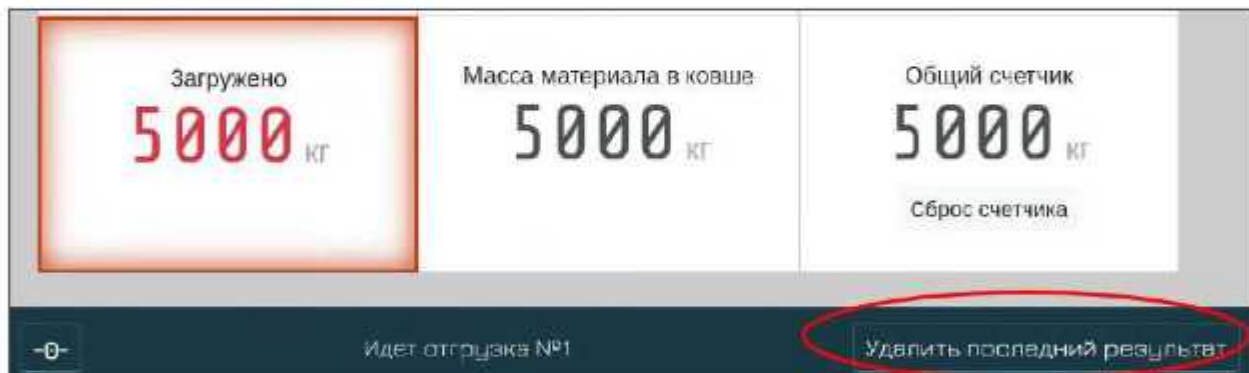 Загружено
5000 кг
Масса материала в ковше
5000 кг
Общий счетчик
5000 кг
Сброс счетчика
-0-
Идет отгрузка №1
Удалить последний результат